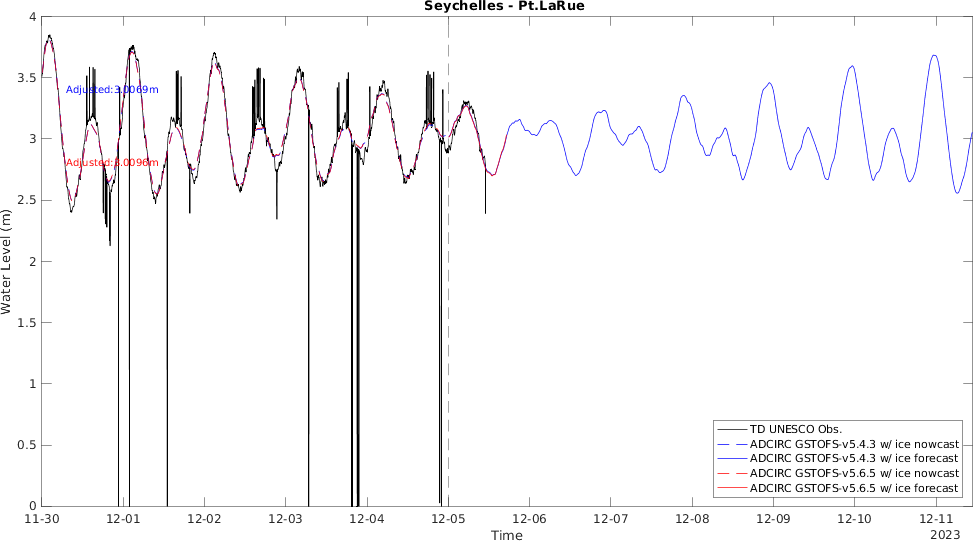 Seychelles - Pt.LaRue
Water Level (m)
4
3.5
3
2.5
2
1.5
1
0.5
0
Adjusted:3.0069m
Adjusted:3.0096m
TD UNESCO Obs.
ADCIRC GSTOFS-v5.4.3 w/ ice nowcast
ADCIRC GSTOFS-v5.4.3 w/ ice forecast
ADCIRC GSTOFS-v5.6.5 w/ ice nowcast
ADCIRC GSTOFS-v5.6.5 w/ ice forecast
11-30 12-01 12-02 12-03 12-04 12-05 12-06 12-07 12-08 12-09 12-10 12-11
2023
Time